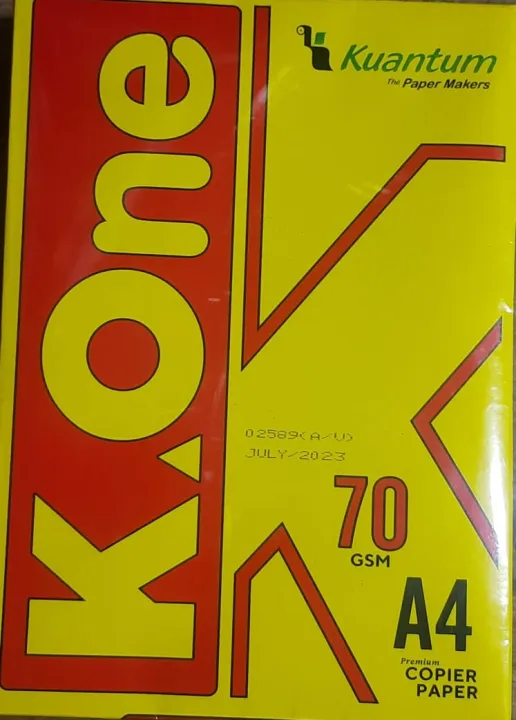 K.One
Kuantum
The Paper Makers
02589(A/V)
JULY/2023
70
GSM
A4
Premium
COPIER
PAPER